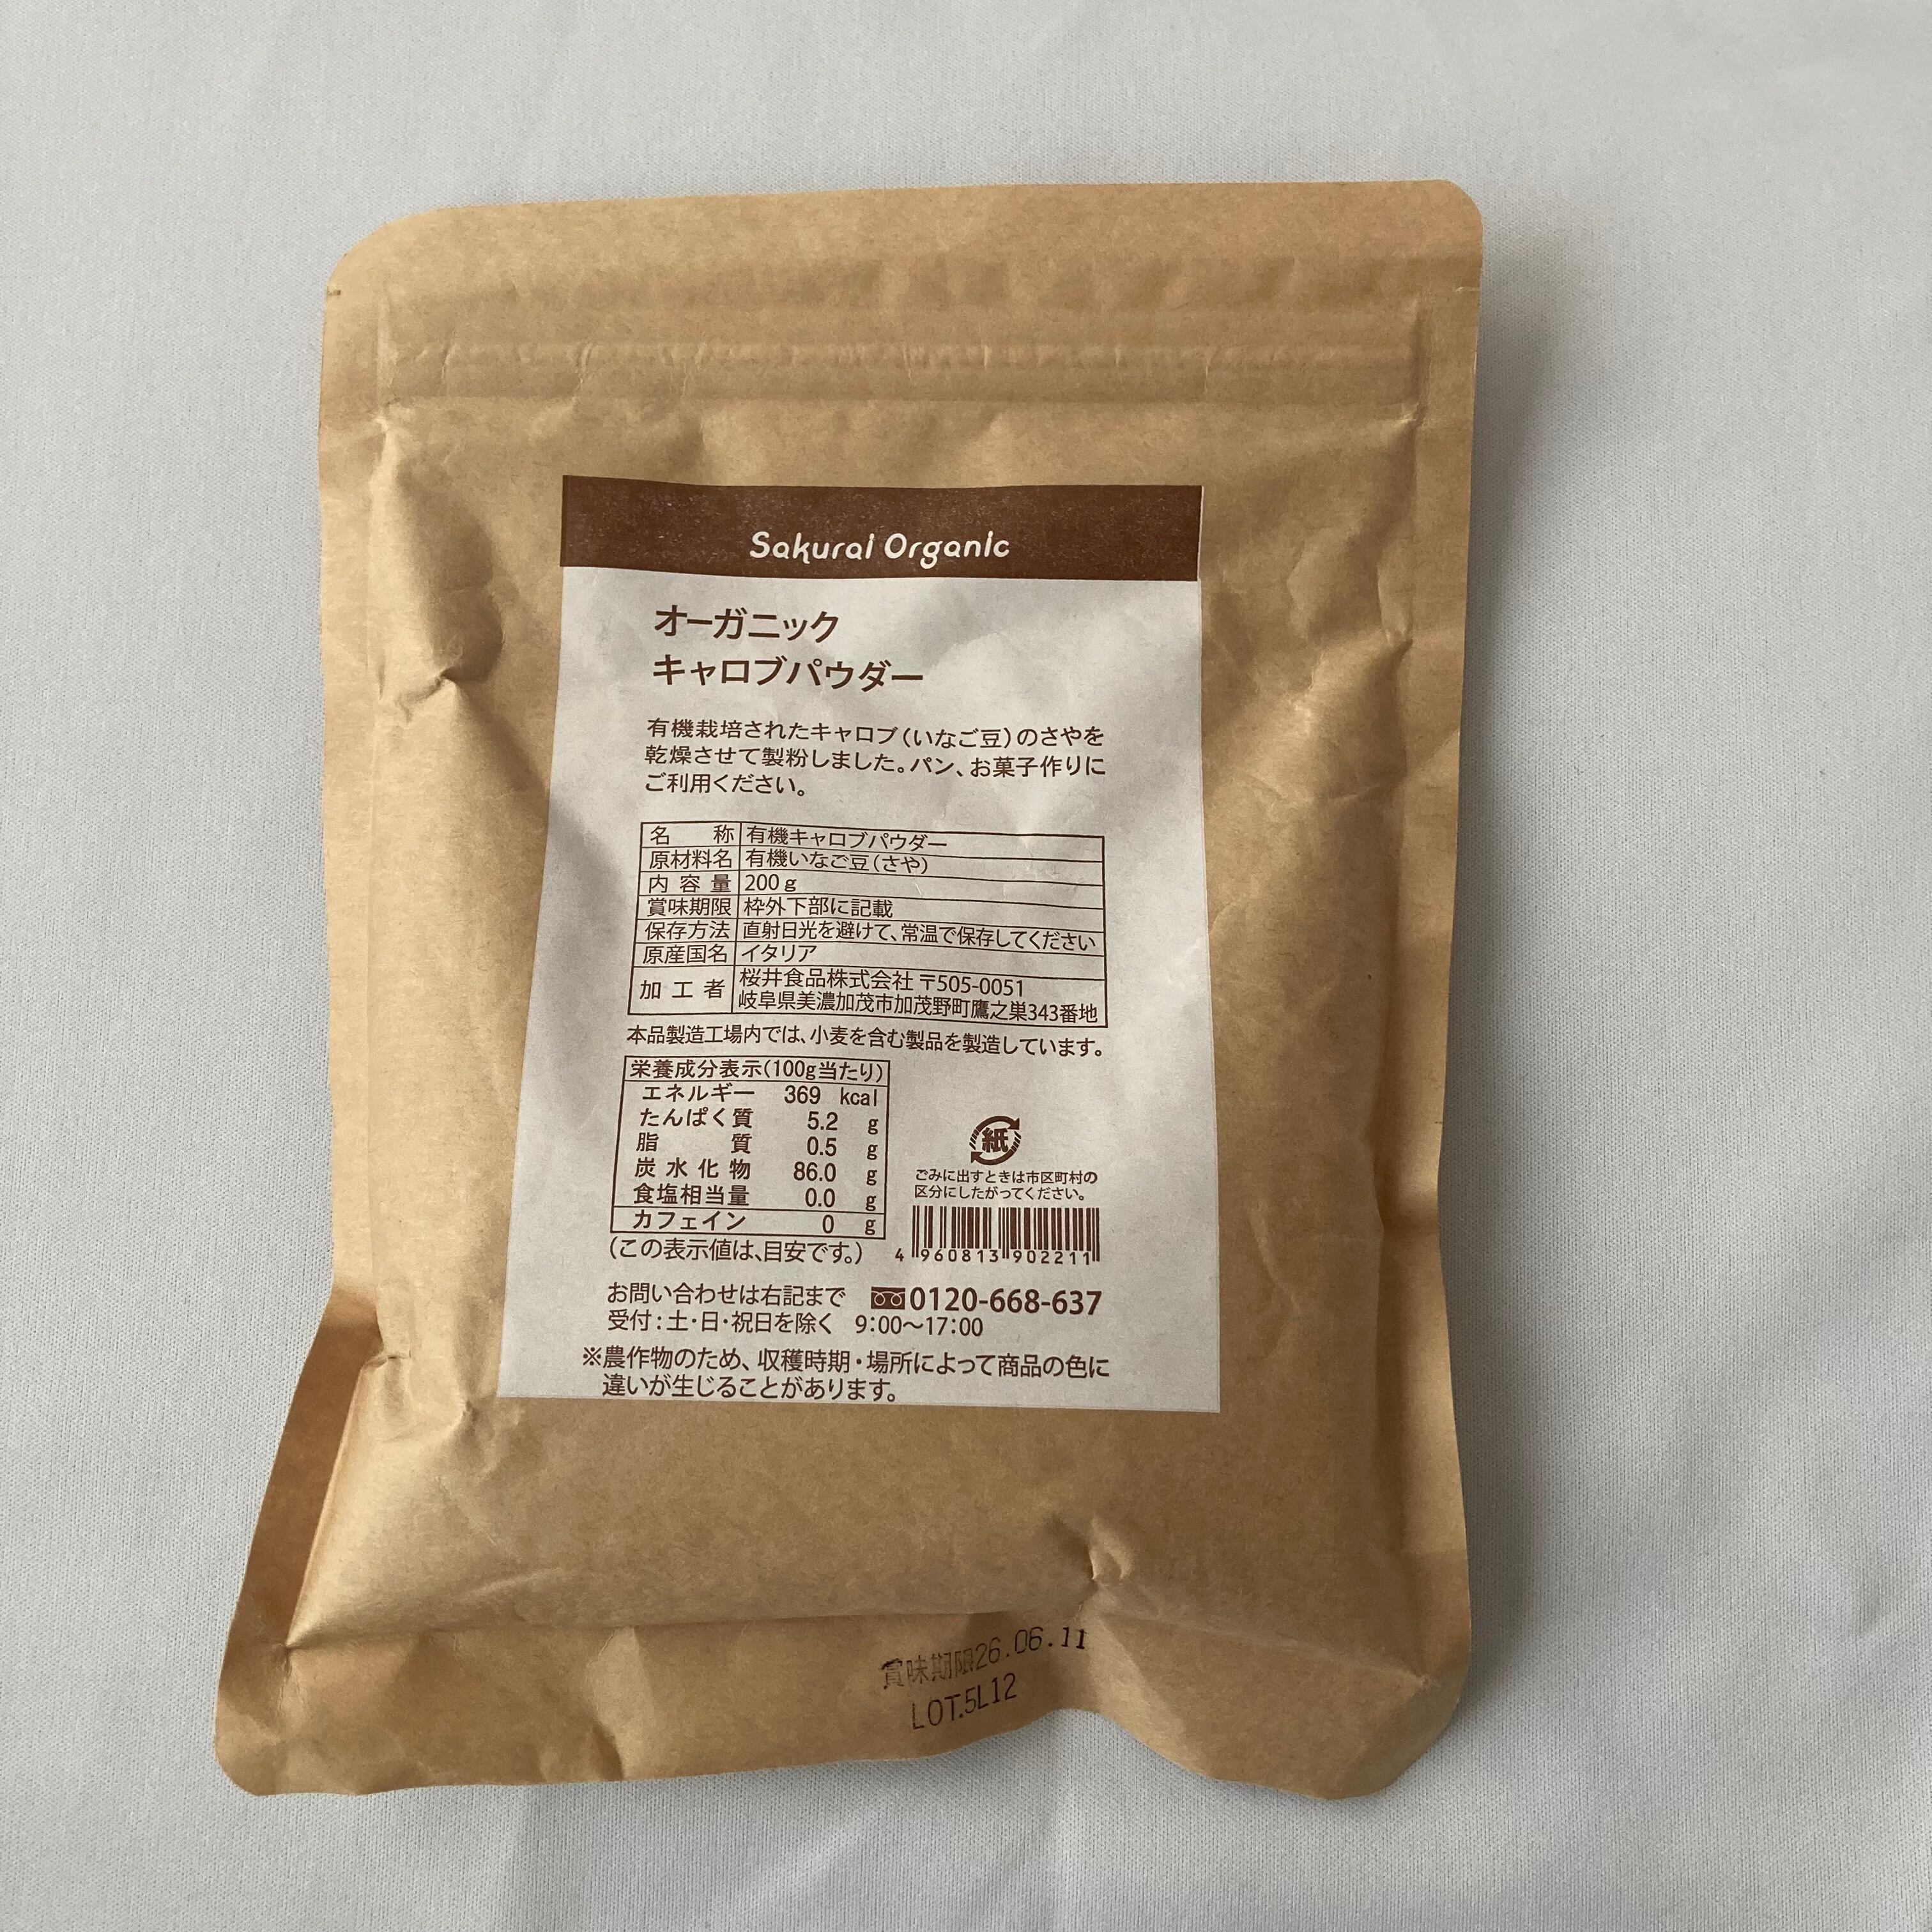 Sakurai Organic
オーガニック
キャロブパウダー
有機栽培されたキャロブ(いなご豆)のさやを
乾燥させて製粉しました。パン、お菓子作りに
ご利用ください。
名 称 有機キャロブパウダー
原材料名 有機いなご豆(さや)
内容量 200g
賞味期限 枠外下部に記載
保存方法 直射日光を避けて、常温で保存してください
原産国名 イタリア
加工者 桜井食品株式会社 〒505-0051
岐阜県美濃加茂市加茂野町鷹之巣343番地
本品製造工場内では、小麦を含む製品を製造しています。
栄養成分表示(100g当たり)
エネルギー 369 kcal
たんぱく質 5.2 g
脂質 0.5 g
炭水化物 86.0 g
食塩相当量 0.0 g
カフェイン 0 g
(この表示値は、目安です。)
紙
ごみに出すときは市区町村の
区分にしたがってください。
4 960813 902211
お問い合わせは右記まで 0120-668-637
受付:土・日・祝日を除く 9:00〜17:00
※農作物のため、収穫時期・場所によって商品の色に
違いが生じることがあります。
賞味期限26.06.11
LOT.5L12